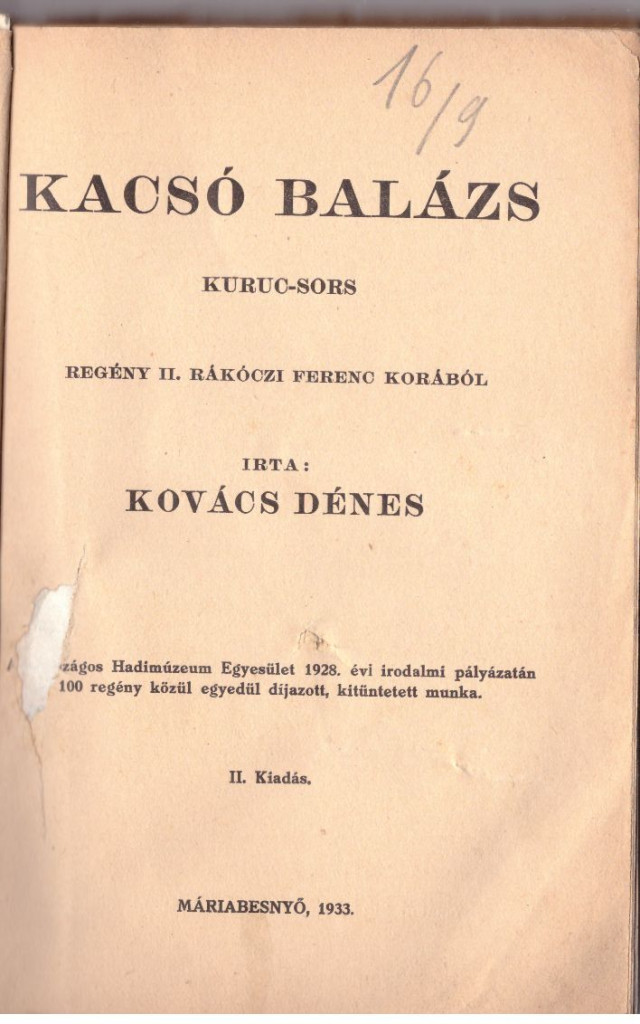 16/9
KACSÓ BALÁZS
KURUC-SORS
REGÉNY II. RÁKÓCZI FERENC KORÁBÓL
IRTA:
KOVÁCS DÉNES
szágos Hadimúzeum Egyesület 1928. évi irodalmi pályázatán
100 regény közül egyedül díjazott, kitüntetett munka.
II. Kiadás.
MÁRIABESNYŐ, 1933.